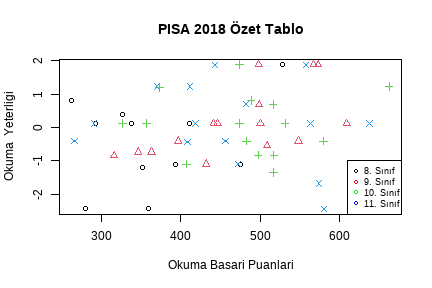 PISA 2018 Özet Tablo
Okuma Yeterligi
2
1
0
-1
-2
300
400
500
600
Okuma Basari Puanlari
8. Sınıf
9. Sınıf
10. Sınıf
11. Sınıf